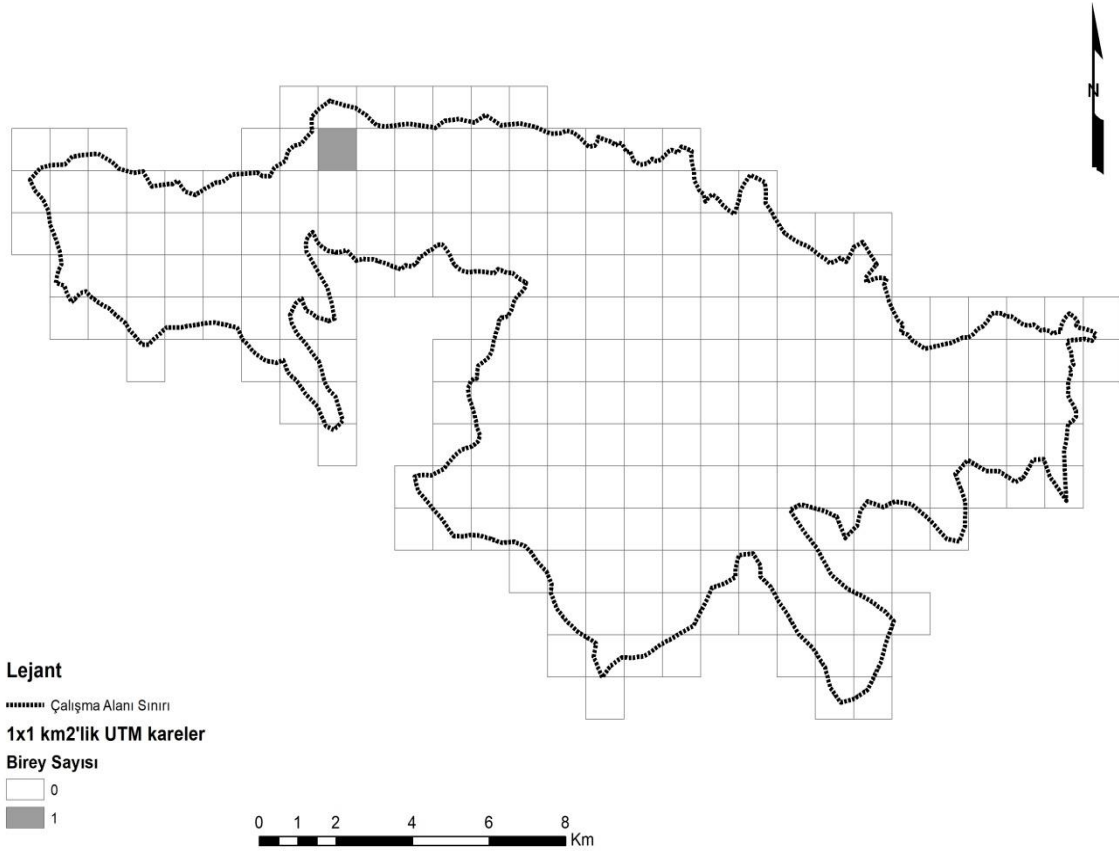 N
Lejant
Çalışma Alanı Sınırı
1x1 km2'lik UTM kareler
Birey Sayısı
0
1
0 1 2 4 6 8
Km